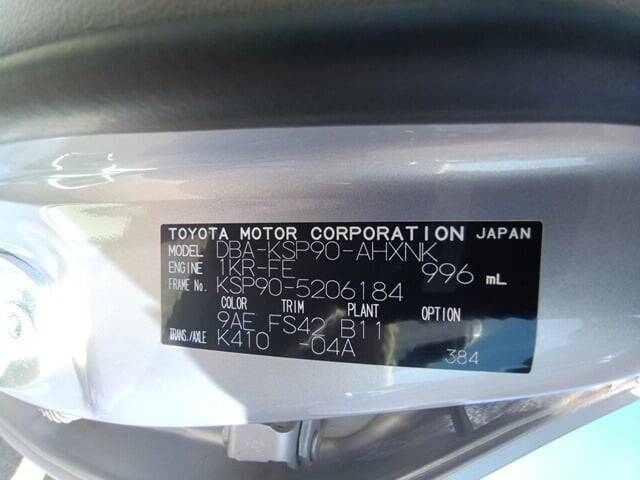 TOYOTA MOTOR CORPORATION JAPAN
MODEL DBA-KSP90-AHXNK
ENGINE 1KR-FE 996 mL
FRAME No. KSP90-5206184
COLOR TRIM PLANT OPTION
9AE FS42 B11
TRANS./AXLE K410 -04A
384